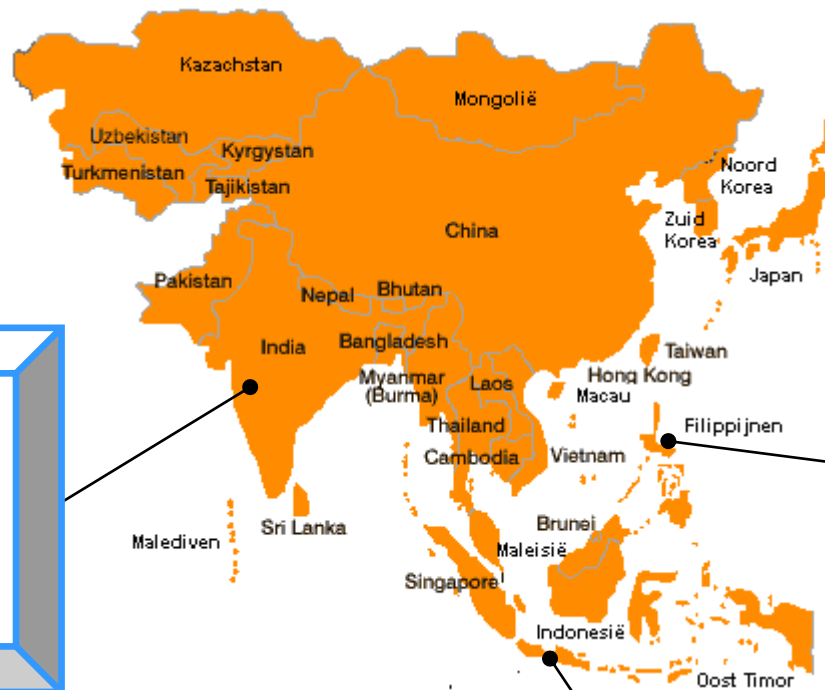 Kazachstan
Mongolië
Uzbekistan
Kyrgystan
Turkmenistan
Tajikistan
Noord
Korea
Zuid
Korea
China
Japan
Pakistan
Nepal
Bhutan
India
Bangladesh
Taiwan
Myanmar
(Burma)
Laos
Hong Kong
Macau
Thailand
Filippijnen
Cambodia
Vietnam
Sri Lanka
Brunei
Malediven
Maleisië
Singapore
Indonesië
Oost Timor